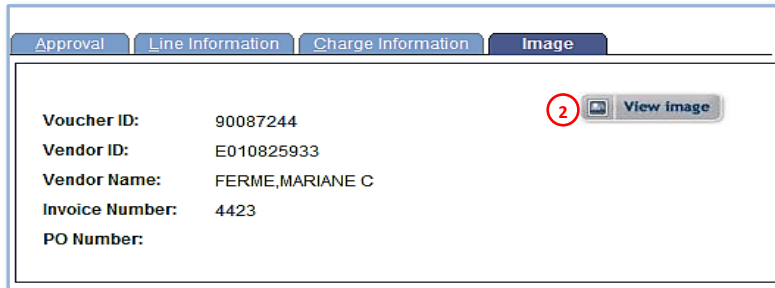 Approval Line Information Charge Information Image
2 View image
Voucher ID: 90087244
Vendor ID: E010825933
Vendor Name: FERME,MARIANE C
Invoice Number: 4423
PO Number: